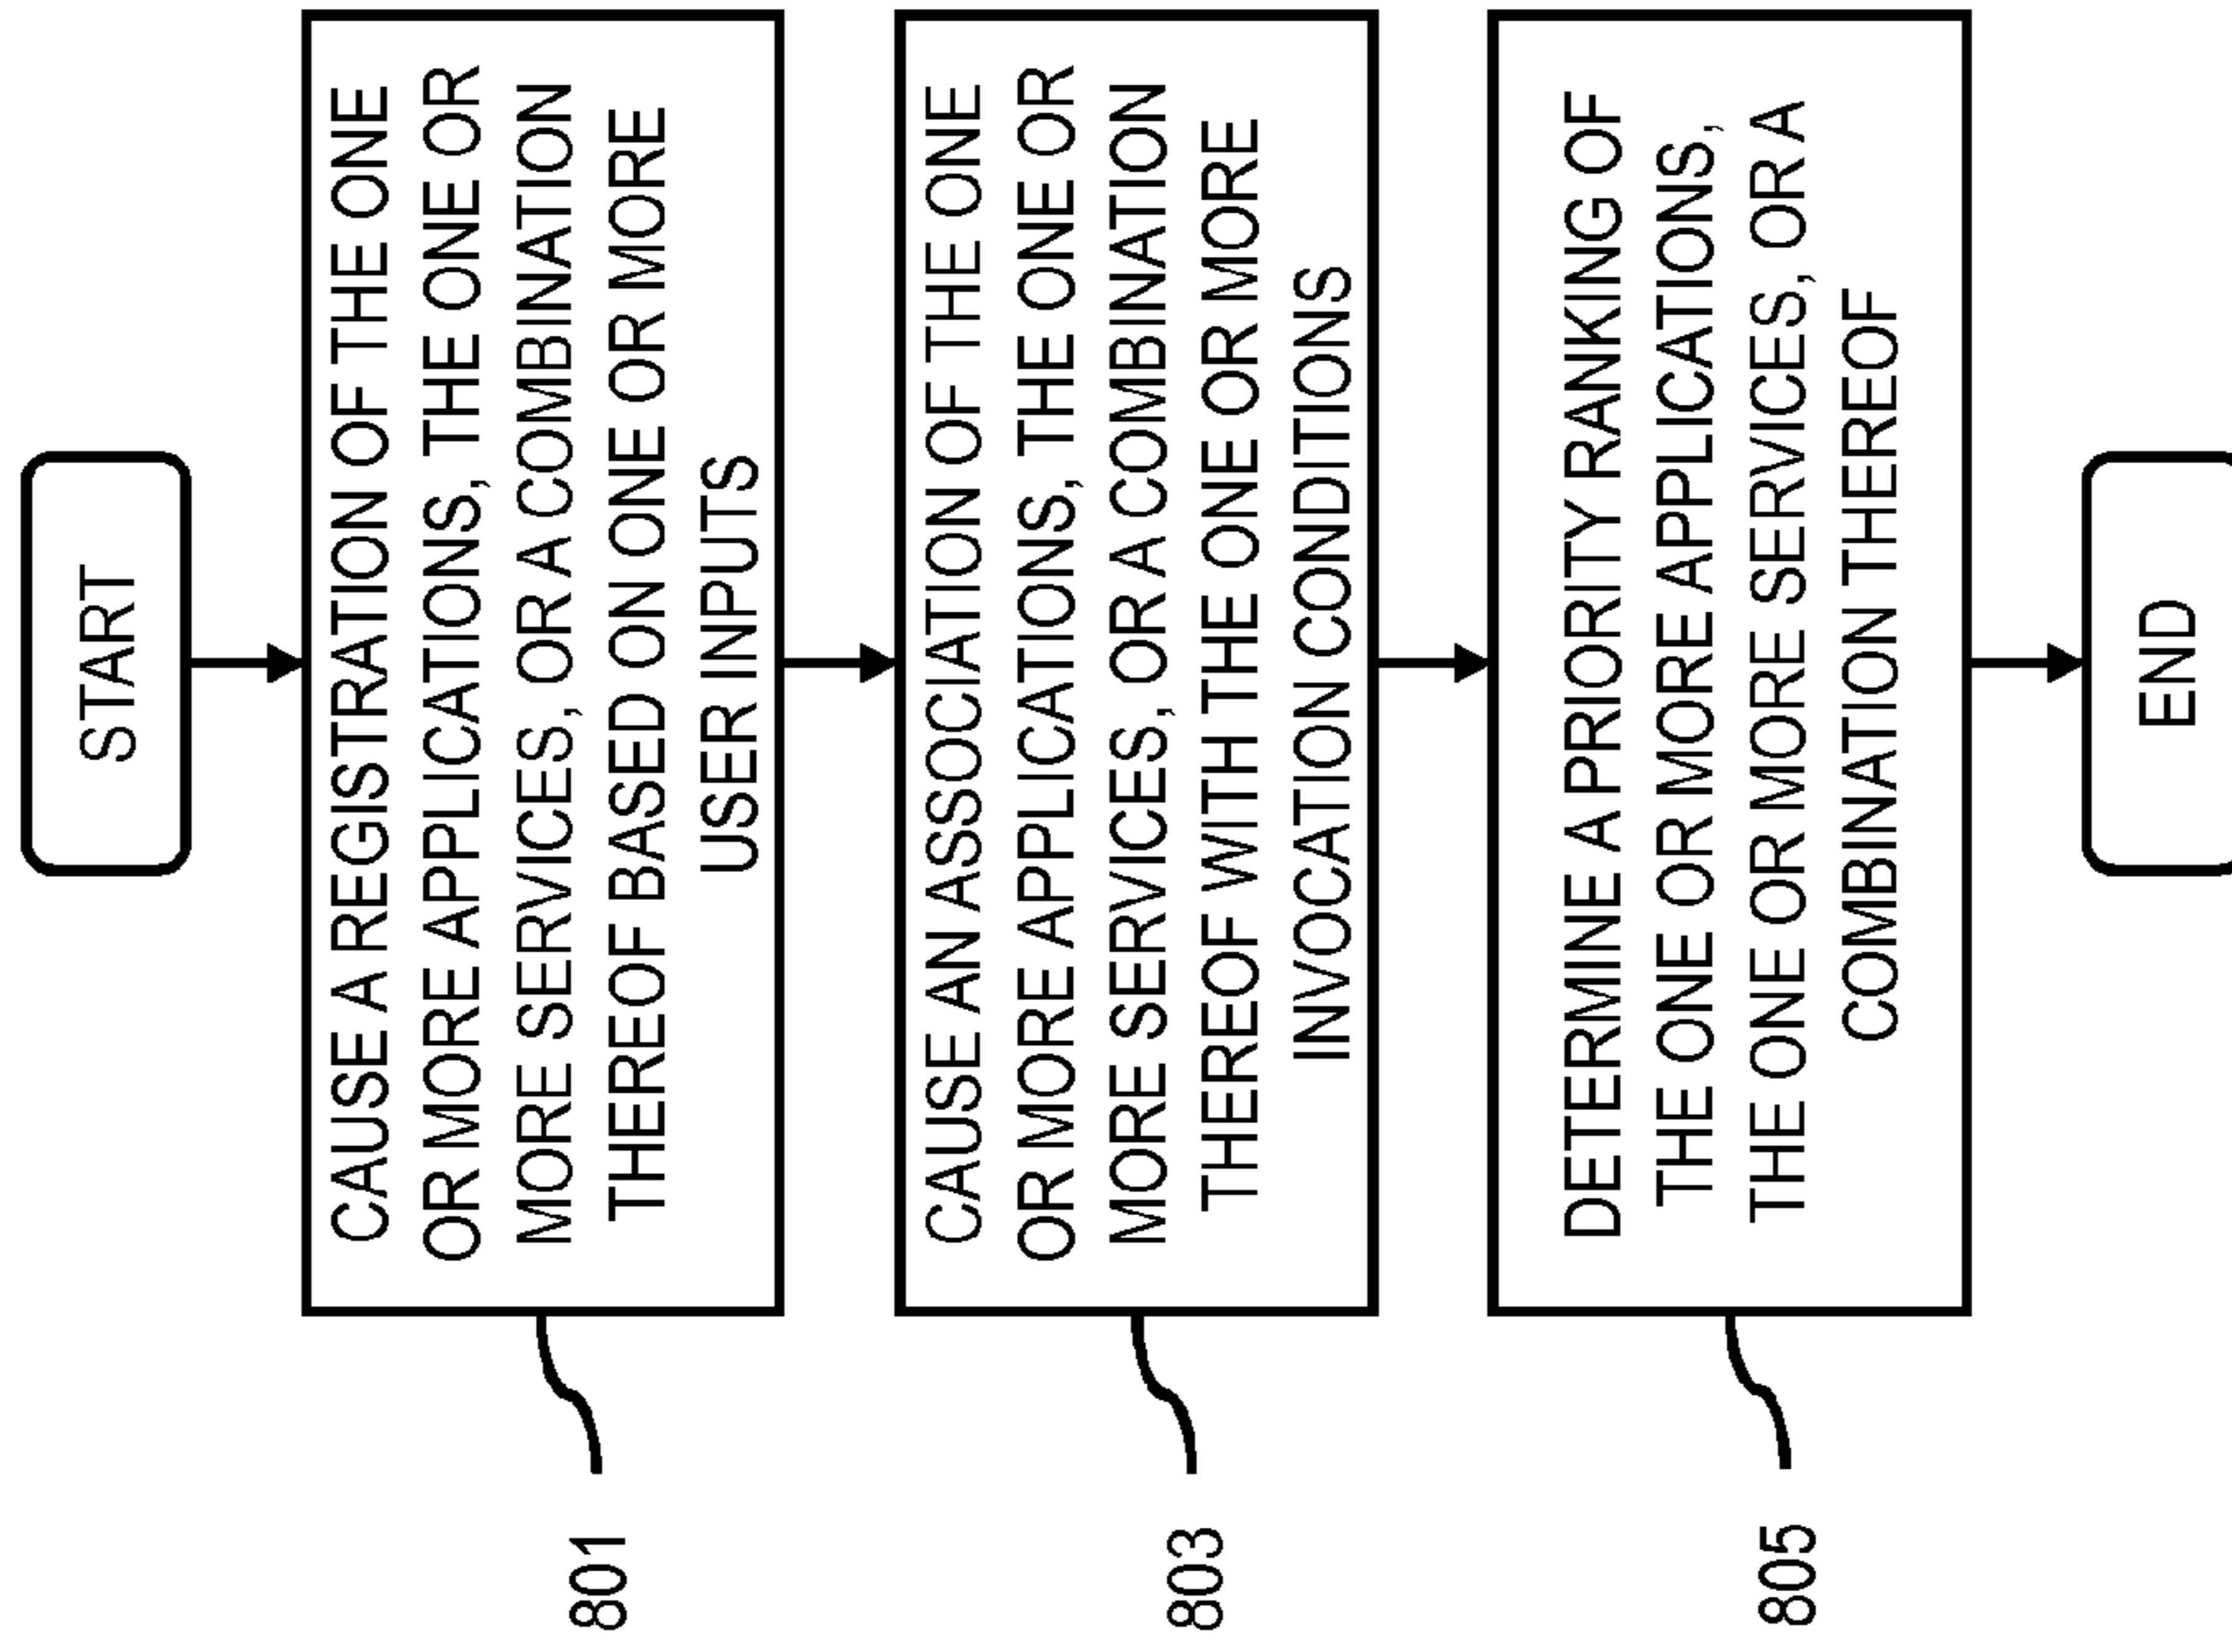 START
CAUSE A REGISTRATION OF THE ONE
OR MORE APPLICATIONS, THE ONE OR
MORE SERVICES, OR A COMBINATION
THEREOF BASED ON ONE OR MORE
USER INPUTS
801
CAUSE AN ASSOCIATION OF THE ONE
OR MORE APPLICATIONS, THE ONE OR
MORE SERVICES, OR A COMBINATION
THEREOF WITH THE ONE OR MORE
INVOCATION CONDITIONS
803
DETERMINE A PRIORITY RANKING OF
THE ONE OR MORE APPLICATIONS,
THE ONE OR MORE SERVICES, OR A
COMBINATION THEREOF
805
END